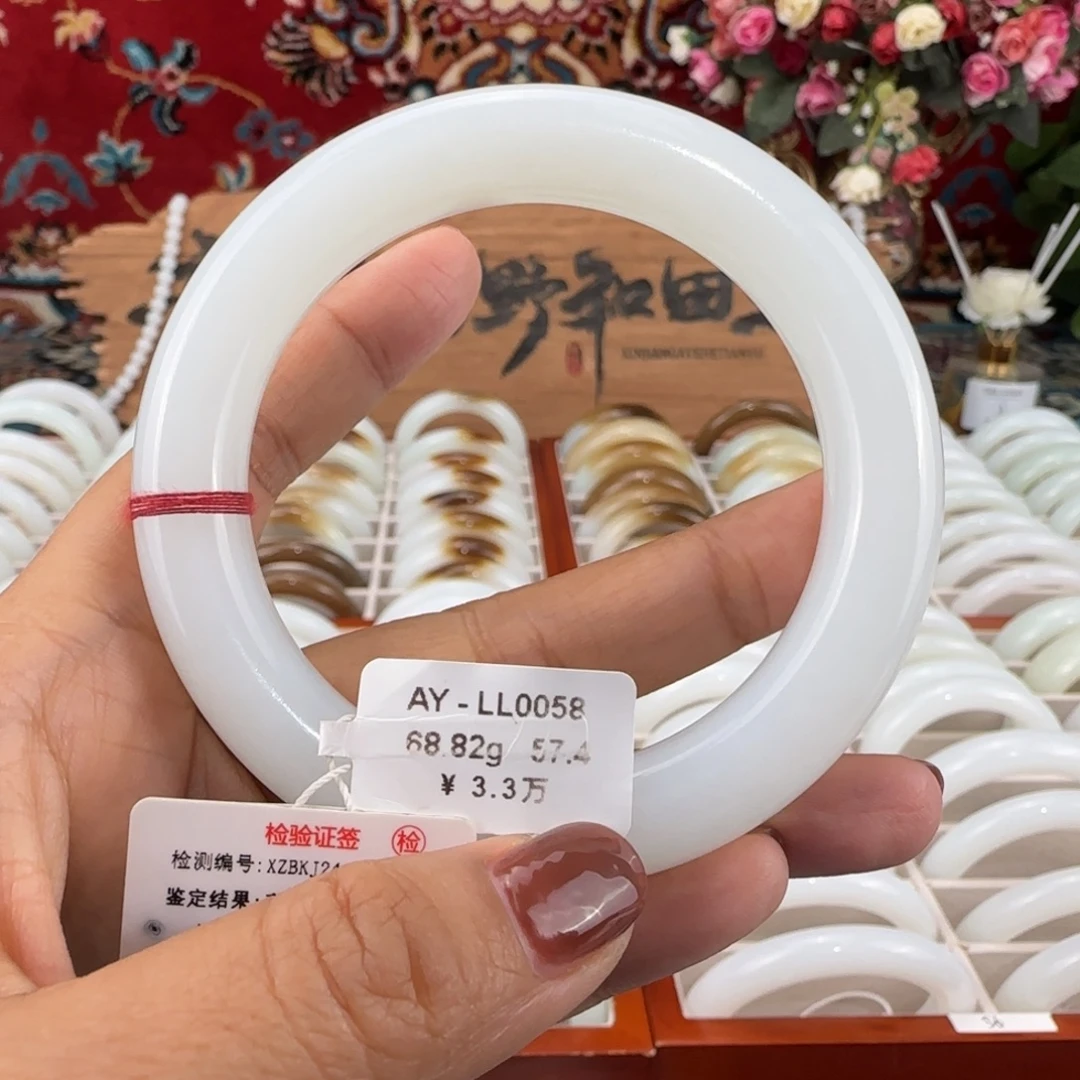 野和田
AY-LL0058
68.82g 57.4
¥ 3.3万
检验证签 检
检测编号:XZBKJ24
鉴定结果: